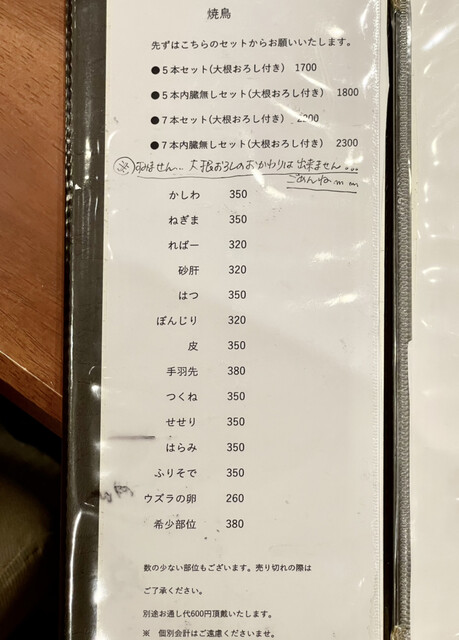 焼鳥
先ずはこちらのセットからお願いいたします。
●５本セット(大根おろし付き) 1700
●５本内臓無しセット(大根おろし付き) 1800
●７本セット(大根おろし付き) 2200
●７本内臓無しセット(大根おろし付き) 2300
※ すみません… 大根おろしのおかわりは出来ません…
ごめんね m m
かしわ 350
ねぎま 350
ればー 320
砂肝 320
はつ 350
ぼんじり 320
皮 350
手羽先 380
つくね 350
せせり 350
はらみ 350
ふりそで 350
ウズラの卵 260
希少部位 380
数の少ない部位もございます。売り切れの際は
ご了承ください。
別途お通し代600円頂戴いたします。
※ 個別会計はご遠慮くださいませ。